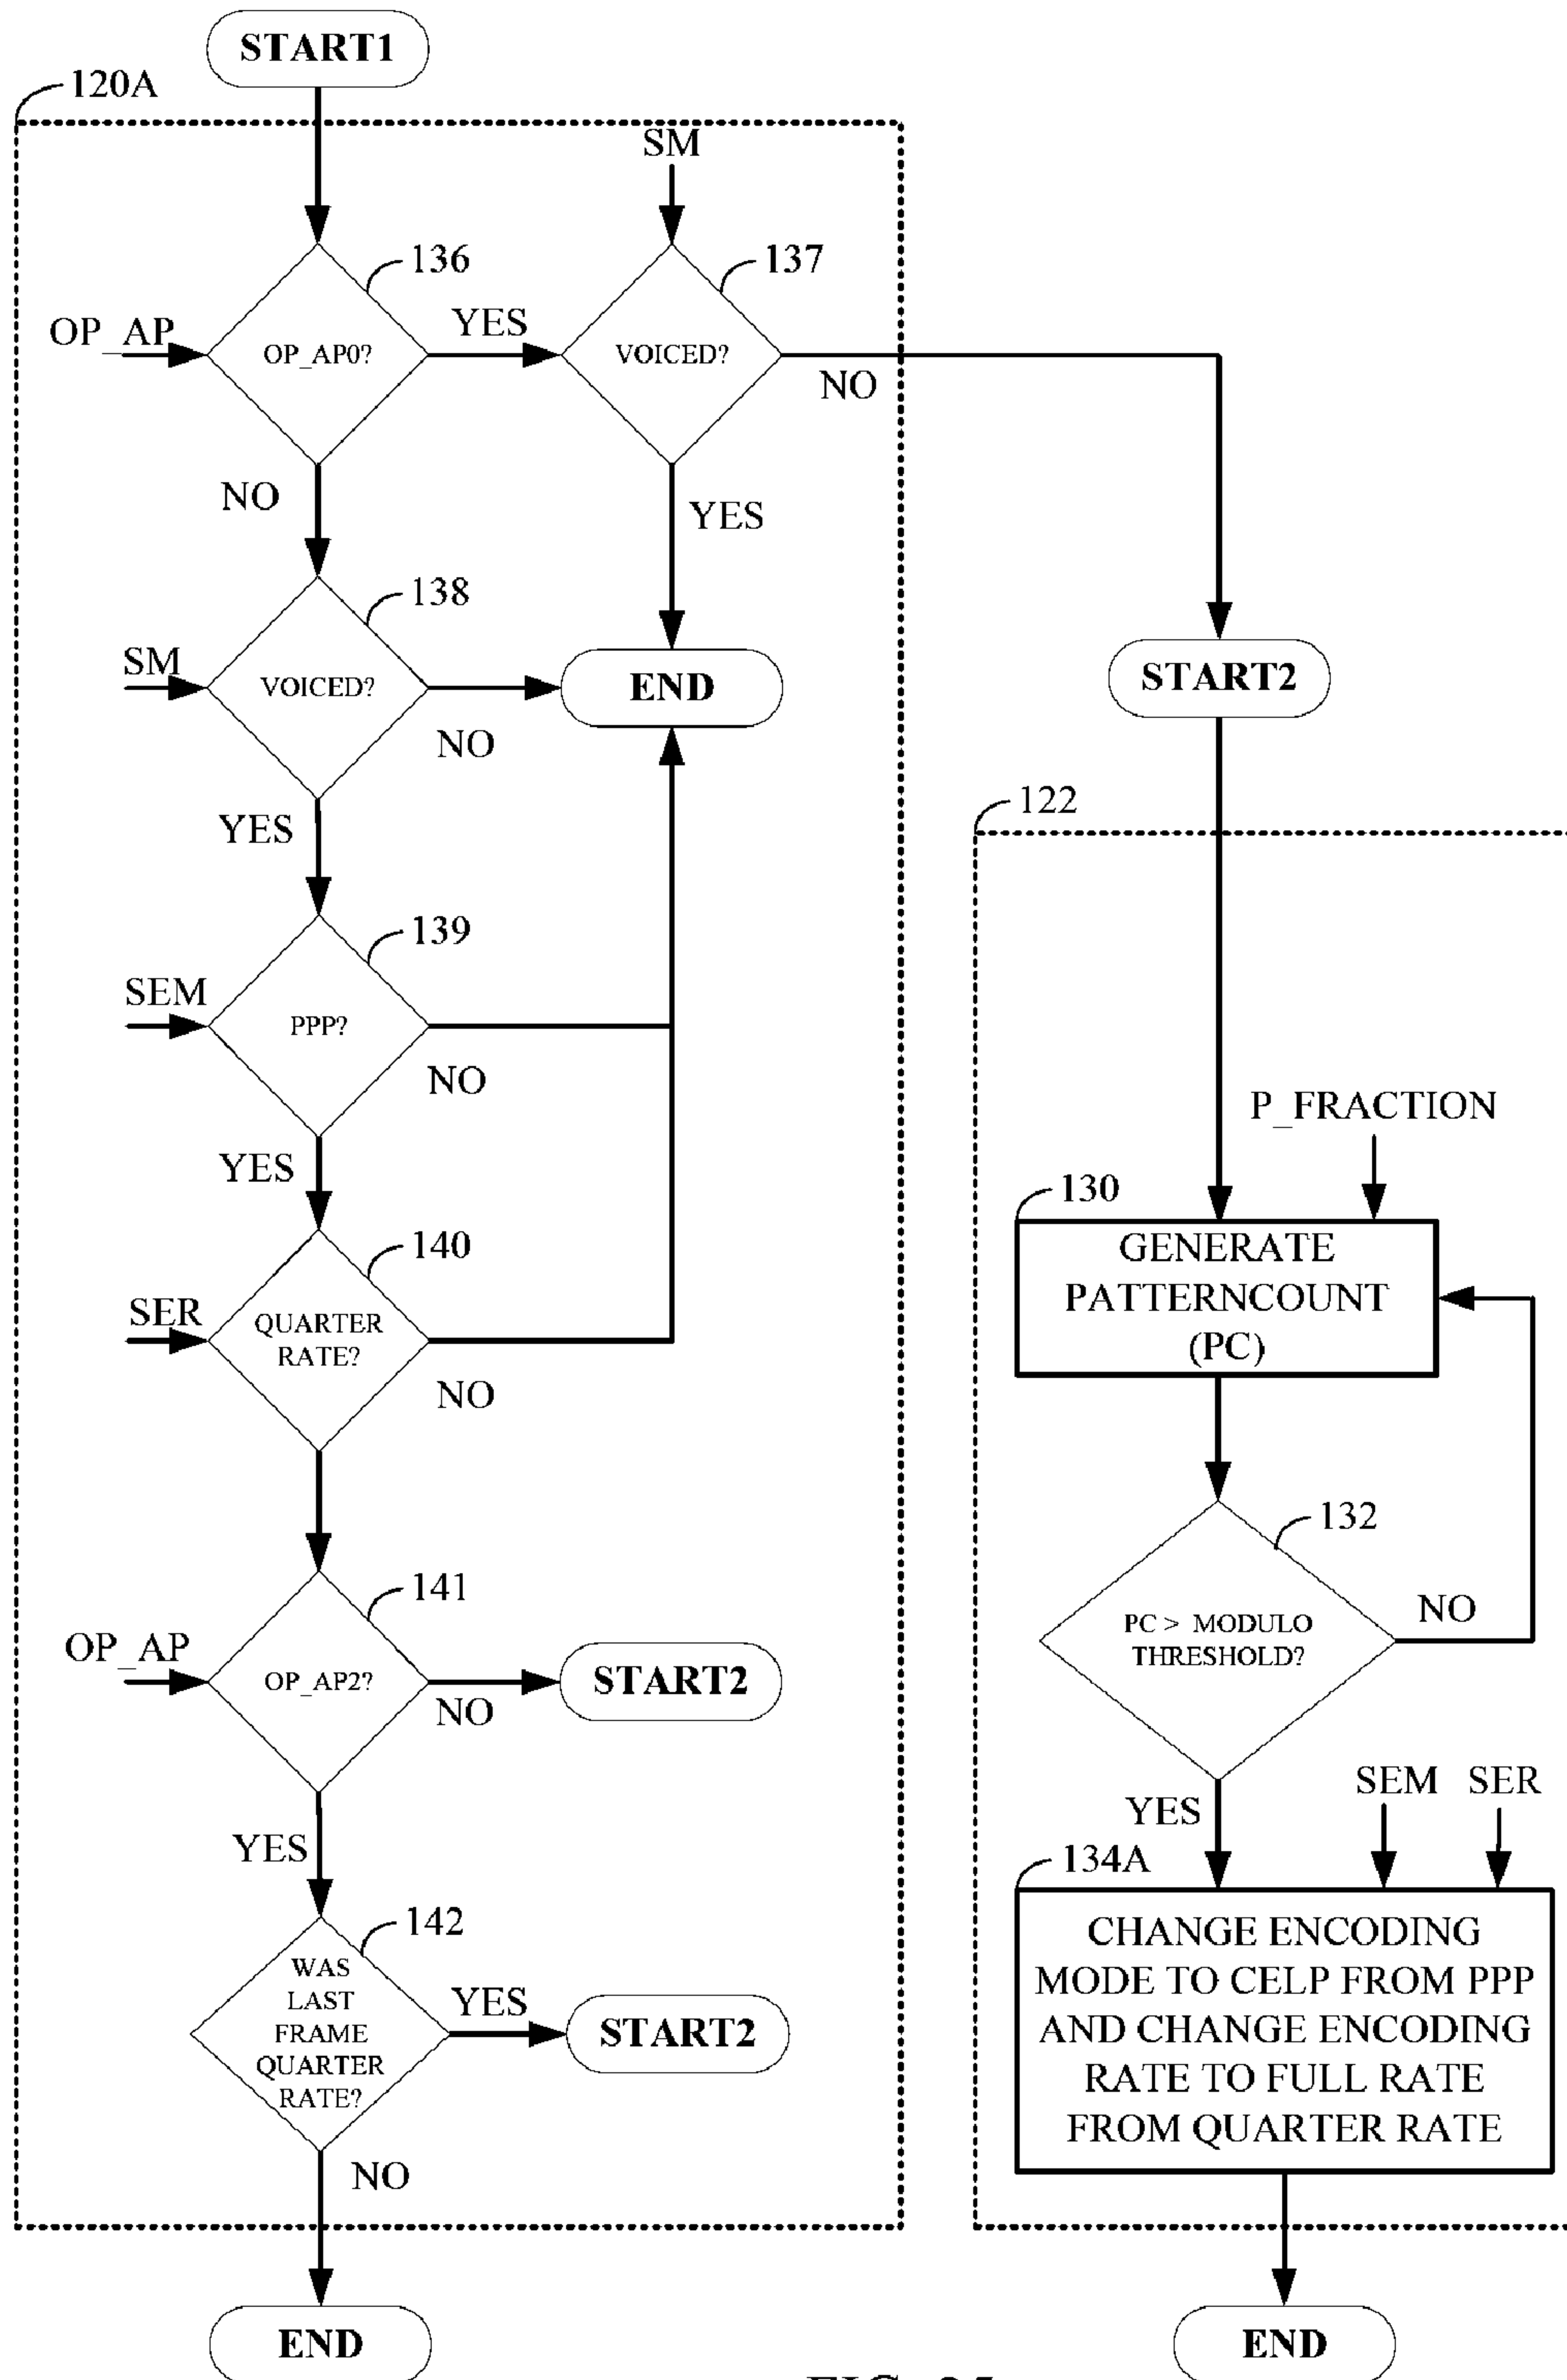 START1
120A
SM
136
137
OP_AP
OP_AP0?
YES
VOICED?
NO
NO
YES
138
SM
VOICED?
NO
END
START2
YES
122
139
SEM
PPP?
NO
P_FRACTION
YES
130
GENERATE
PATTERNCOUNT
(PC)
140
SER
QUARTER
RATE?
NO
132
141
PC > MODULO
THRESHOLD?
NO
OP_AP
OP_AP2?
NO
START2
YES
SEM
SER
YES
134A
142
WAS
LAST
FRAME
QUARTER
RATE?
YES
START2
CHANGE ENCODING
MODE TO CELP FROM PPP
AND CHANGE ENCODING
RATE TO FULL RATE
FROM QUARTER RATE
NO
END
END